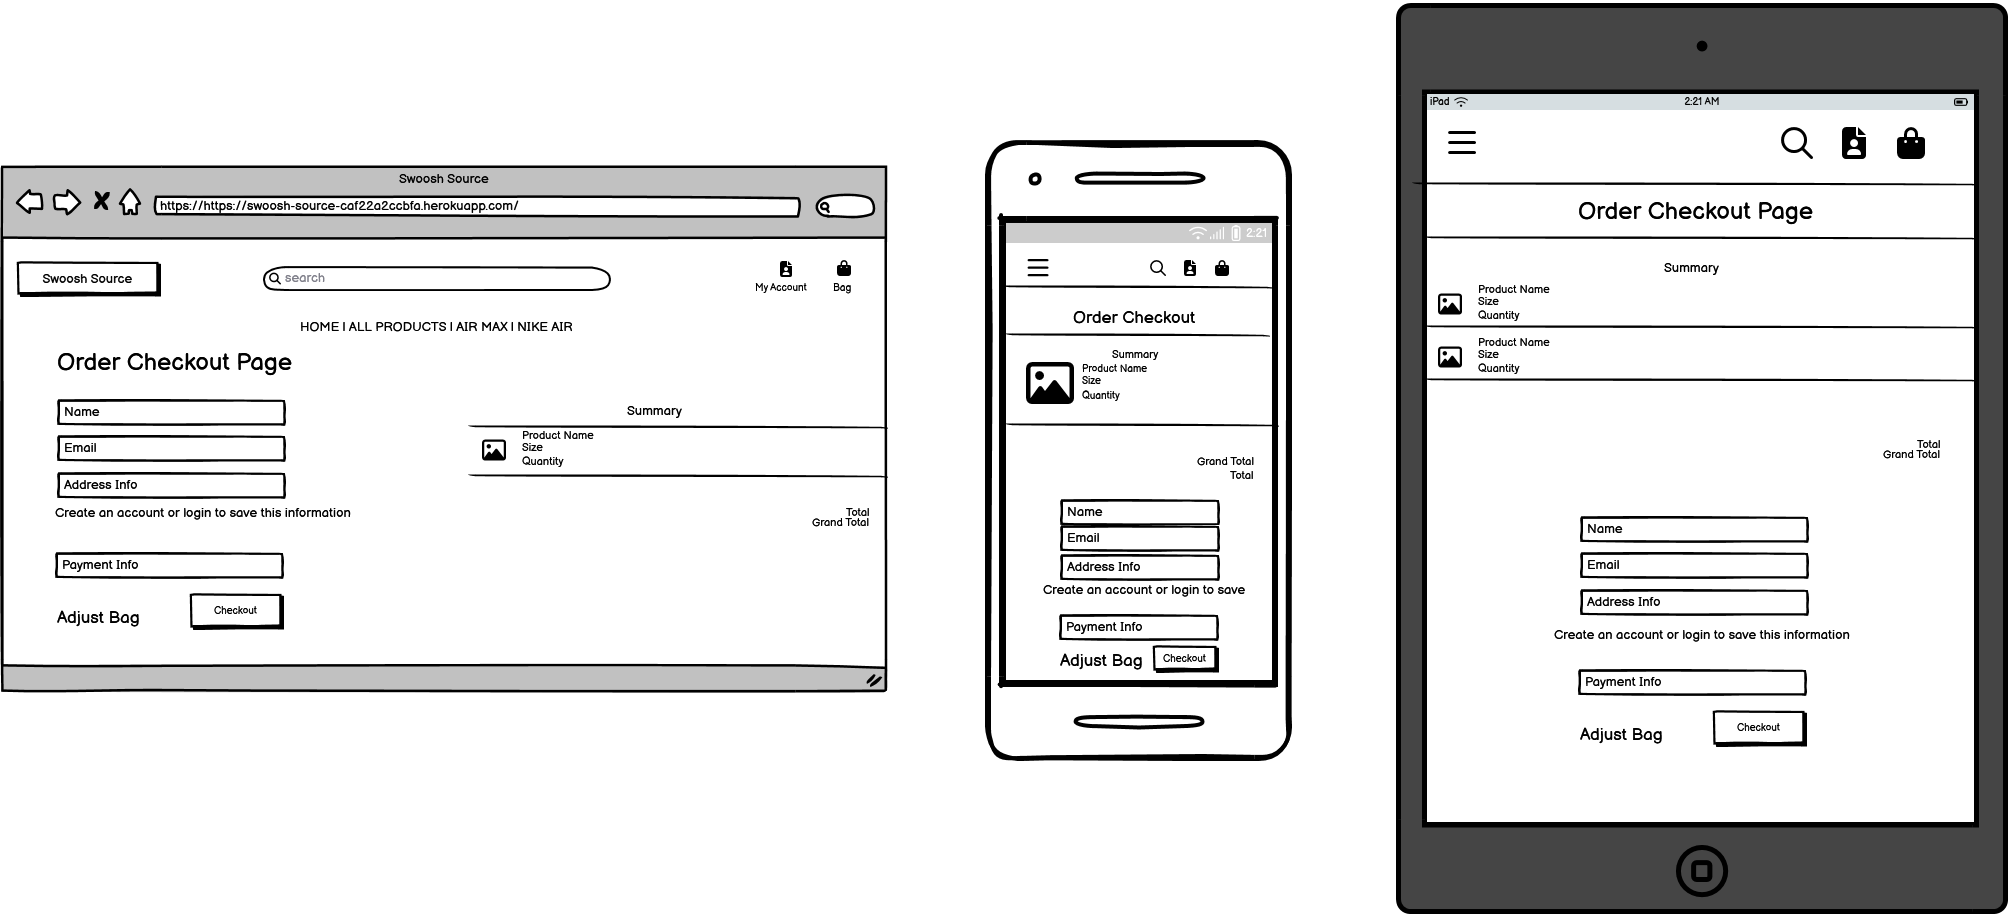 Swoosh Source
https://https://swoosh-source-caf22a2ccbfa.herokuapp.com/
Swoosh Source
search
My Account
Bag
HOME | ALL PRODUCTS | AIR MAX | NIKE AIR
Order Checkout Page
Name
Email
Address Info
Create an account or login to save this information
Payment Info
Adjust Bag
Checkout
Summary
Product Name
Size
Quantity
Total
Grand Total
2:21
Order Checkout
Summary
Product Name
Size
Quantity
Grand Total
Total
Name
Email
Address Info
Create an account or login to save
Payment Info
Adjust Bag
Checkout
iPad
2:21 AM
Order Checkout Page
Summary
Product Name
Size
Quantity
Product Name
Size
Quantity
Total
Grand Total
Name
Email
Address Info
Create an account or login to save this information
Payment Info
Adjust Bag
Checkout